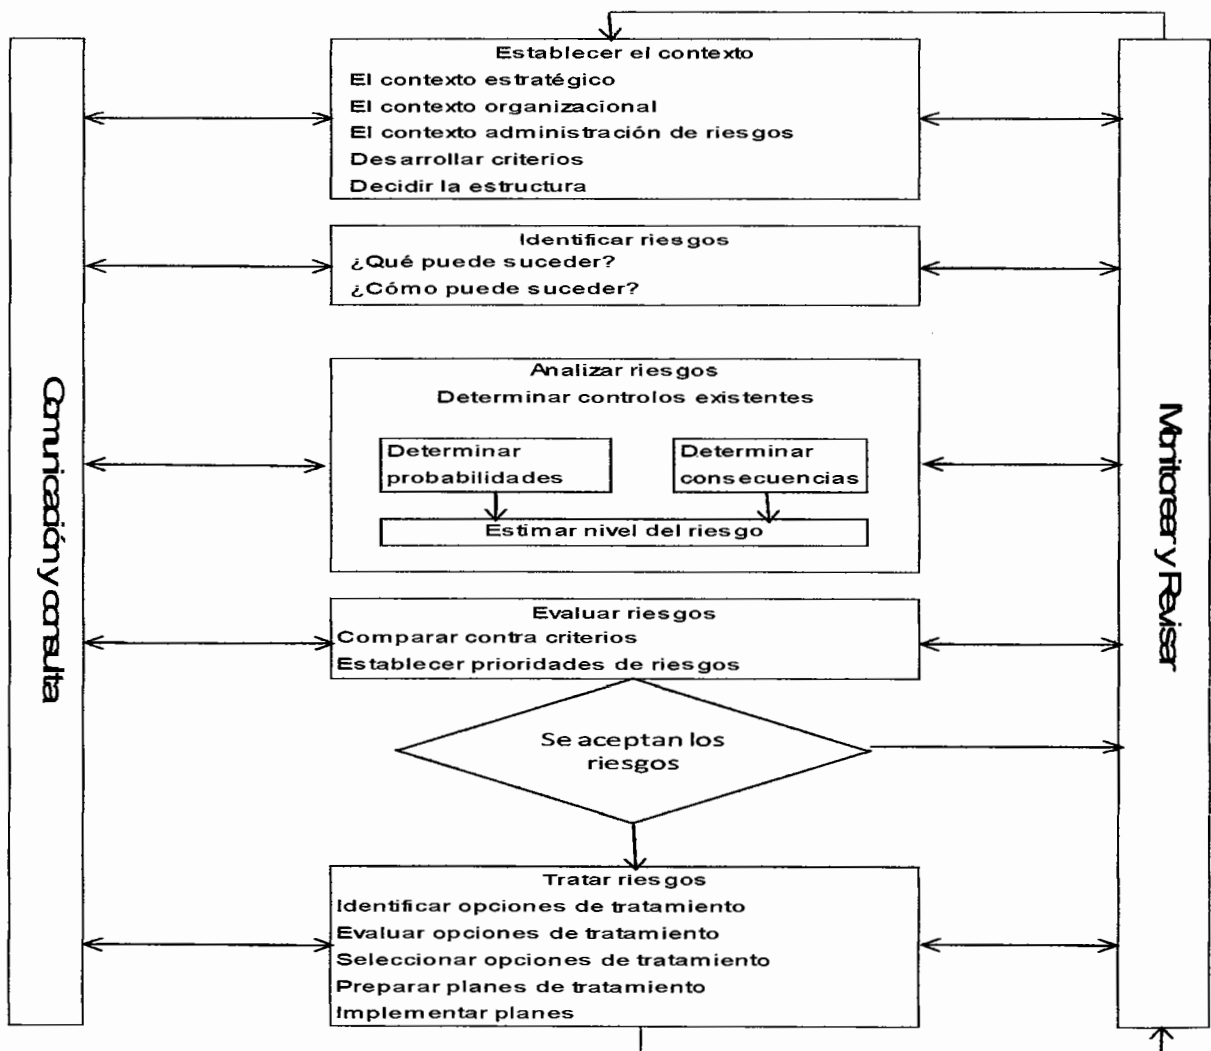 Establecer el contexto
El contexto estratégico
El contexto organizacional
El contexto administración de riesgos
Desarrollar criterios
Decidir la estructura
Identificar riesgos
¿Qué puede suceder?
¿Cómo puede suceder?
Analizar riesgos
Determinar controlos existentes
Determinar
probabilidades
Determinar
consecuencias
Estimar nivel del riesgo
Evaluar riesgos
Comparar contra criterios
Establecer prioridades de riesgos
Se aceptan los
riesgos
Tratar riesgos
Identificar opciones de tratamiento
Evaluar opciones de tratamiento
Seleccionar opciones de tratamiento
Preparar planes de tratamiento
Implementar planes
Comunicación y consulta
Monitorear y Revisar